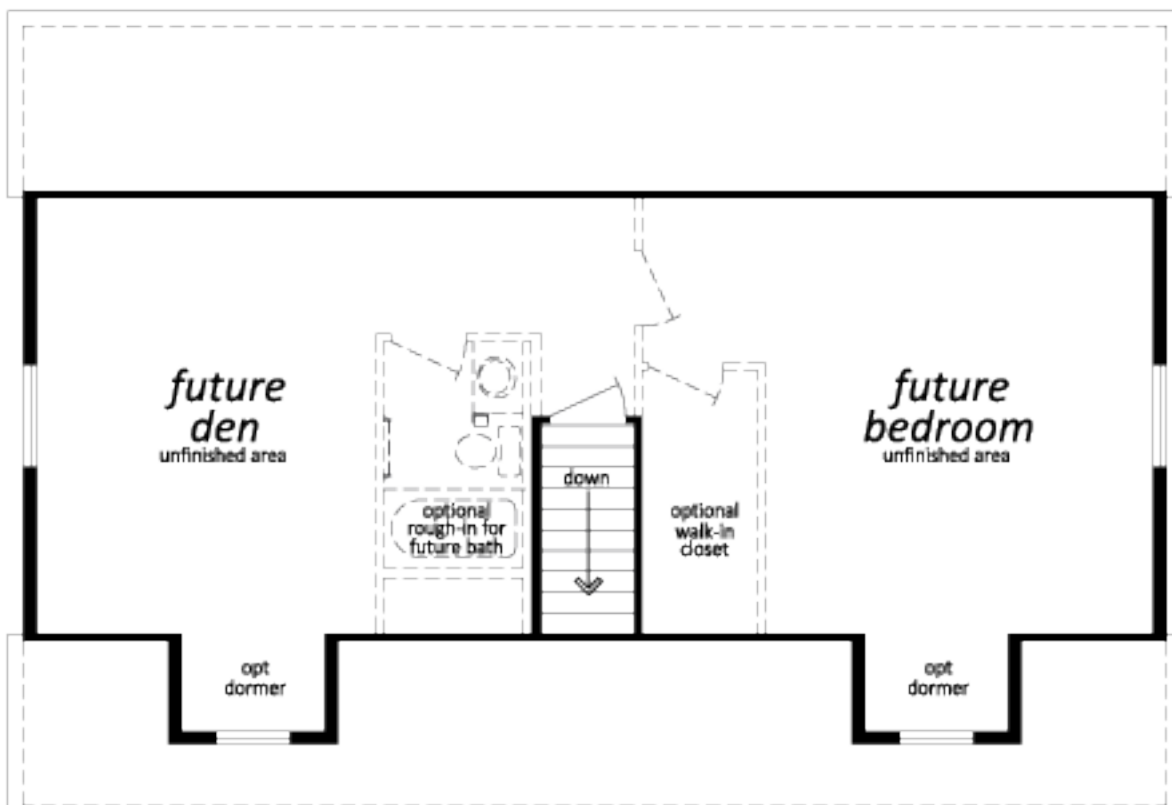 future
den
unfinished area
optional
rough-in for
future bath
down
optional
walk-in
closet
future
bedroom
unfinished area
opt
dormer
opt
dormer